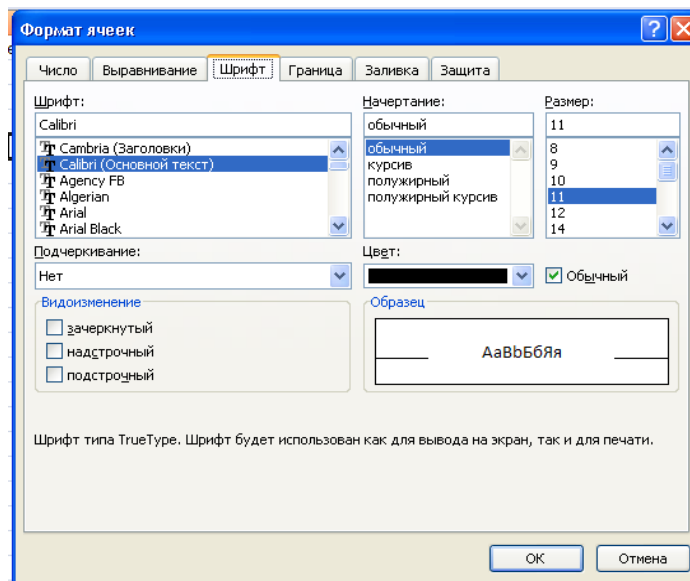 Формат ячеек
Число Выравнивание Шрифт Граница Заливка Защита
Шрифт: Начертание: Размер:
Calibri обычный 11
Cambria (Заголовки) обычный 8
Calibri (Основной текст) курсив 9
Agency FB полужирный 10
Algerian полужирный курсив 11
Arial 12
Arial Black 14
Подчеркивание: Цвет:
Нет Обычный
Видоизменение Образец
зачеркнутый
надстрочный
подстрочный
АаВbБбЯя
Шрифт типа TrueType. Шрифт будет использован как для вывода на экран, так и для печати.
ОК Отмена